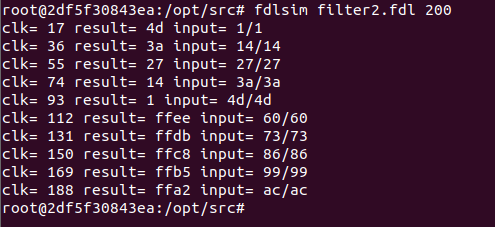 root@2df5f30843ea:/opt/src# fdlsim filter2.fdl 200
clk= 17 result= 4d input= 1/1
clk= 36 result= 3a input= 14/14
clk= 55 result= 27 input= 27/27
clk= 74 result= 14 input= 3a/3a
clk= 93 result= 1 input= 4d/4d
clk= 112 result= ffee input= 60/60
clk= 131 result= ffdb input= 73/73
clk= 150 result= ffc8 input= 86/86
clk= 169 result= ffb5 input= 99/99
clk= 188 result= ffa2 input= ac/ac
root@2df5f30843ea:/opt/src#